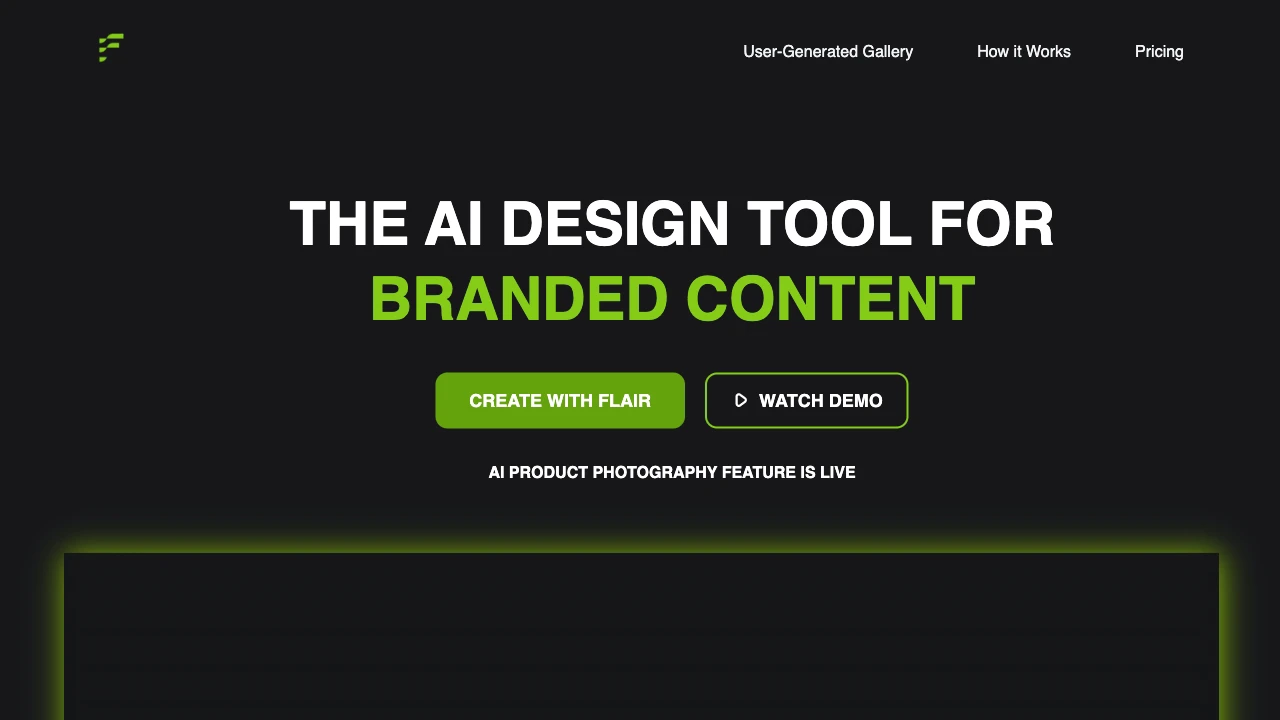 User-Generated Gallery
How it Works
Pricing
THE AI DESIGN TOOL FOR
BRANDED CONTENT
CREATE WITH FLAIR
WATCH DEMO
AI PRODUCT PHOTOGRAPHY FEATURE IS LIVE